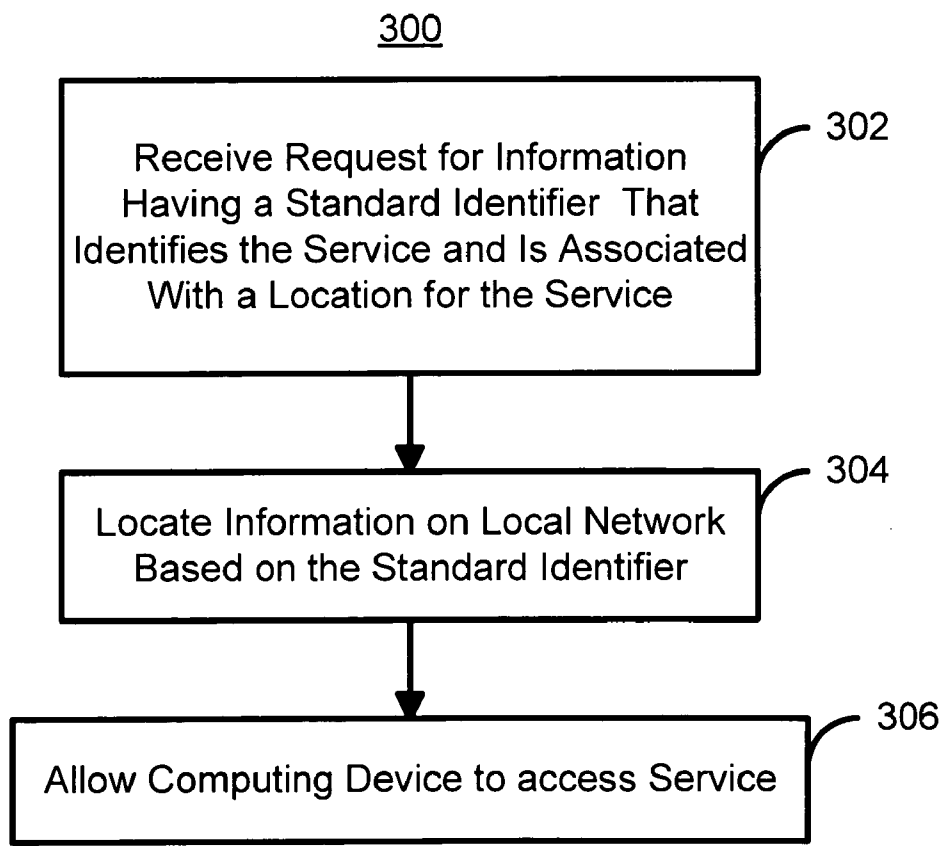 300
302
Receive Request for Information
Having a Standard Identifier That
Identifies the Service and Is Associated
With a Location for the Service
304
Locate Information on Local Network
Based on the Standard Identifier
306
Allow Computing Device to access Service